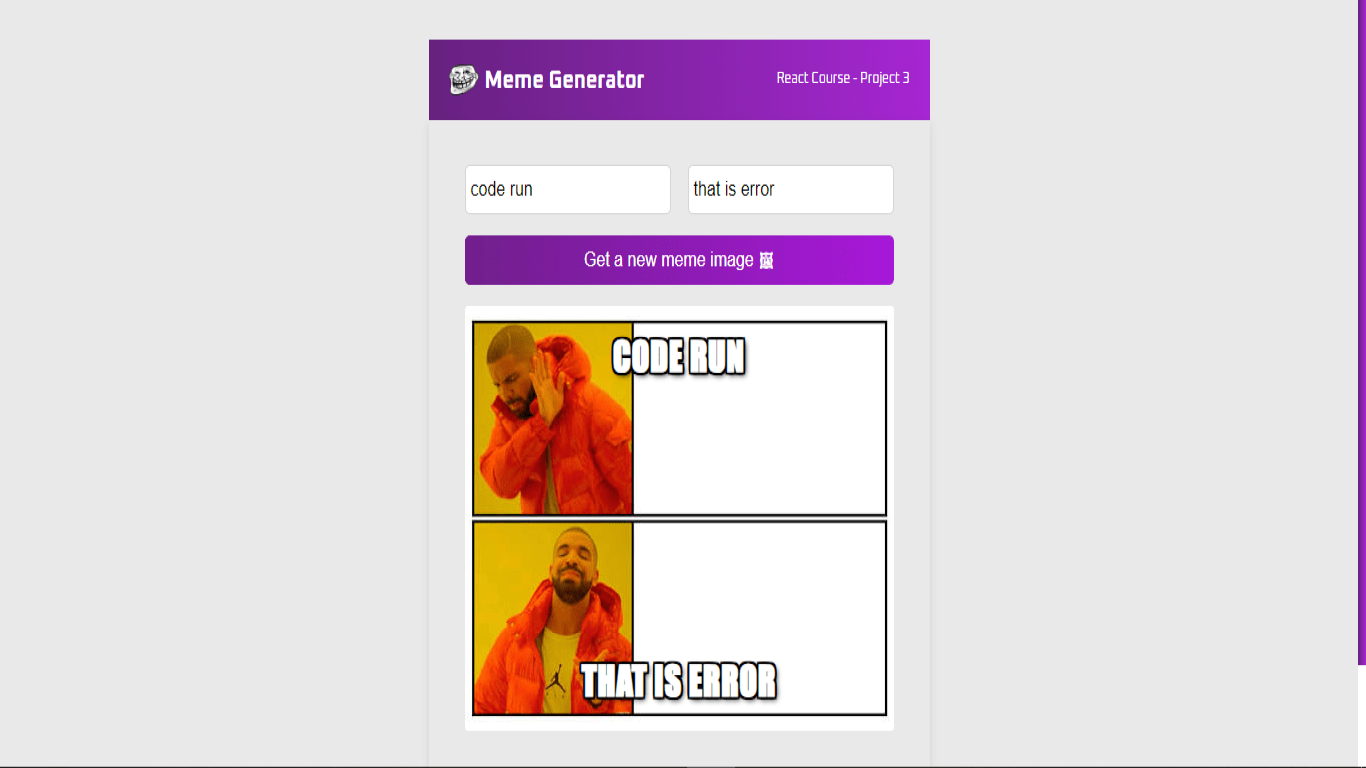 Meme Generator
React Course - Project 3
code run
that is error
Get a new meme image
CODE RUN
THAT IS ERROR